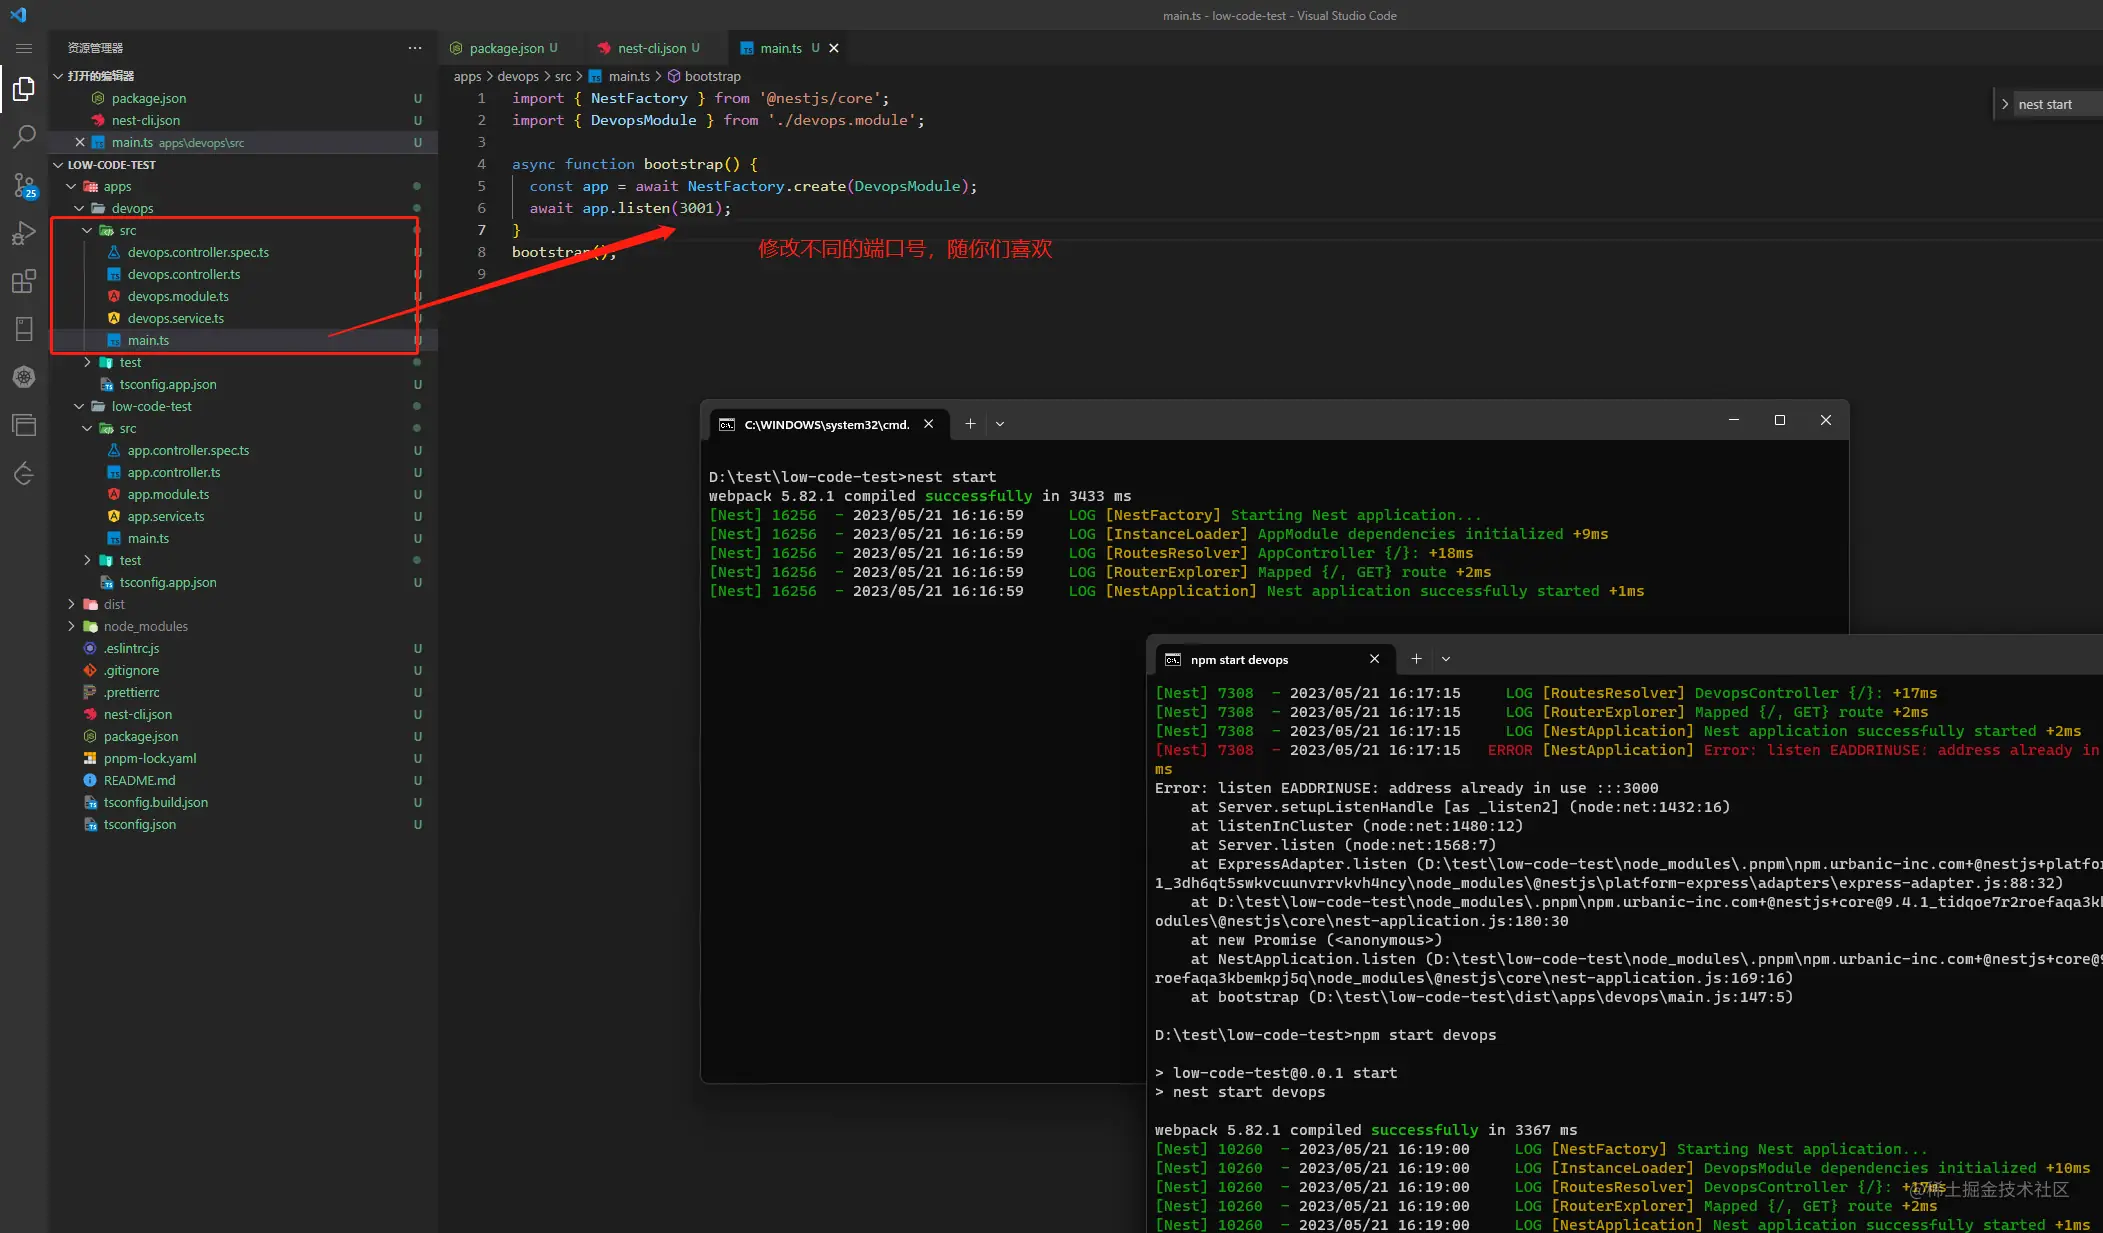 main.ts - low-code-test - Visual Studio Code
资源管理器
打开的编辑器
package.json U
nest-cli.json U
main.ts apps\devops\src U
LOW-CODE-TEST
apps
devops
src
devops.controller.spec.ts U
devops.controller.ts U
devops.module.ts U
devops.service.ts U
main.ts U
test
tsconfig.app.json U
low-code-test
src
app.controller.spec.ts U
app.controller.ts U
app.module.ts U
app.service.ts U
main.ts U
test
tsconfig.app.json U
dist
node_modules
.eslintrc.js U
.gitignore U
.prettierrc U
nest-cli.json U
package.json U
pnpm-lock.yaml U
README.md U
tsconfig.build.json U
tsconfig.json U
25
package.json U nest-cli.json U main.ts U
apps > devops > src > main.ts > bootstrap
nest start
1 import { NestFactory } from '@nestjs/core';
2 import { DevopsModule } from './devops.module';
3
4 async function bootstrap() {
5 const app = await NestFactory.create(DevopsModule);
6 await app.listen(3001);
7 }
8 bootstrap();
9
修改不同的端口号，随你们喜欢
C:\WINDOWS\system32\cmd.
D:\test\low-code-test>nest start
webpack 5.82.1 compiled successfully in 3433 ms
[Nest] 16256 - 2023/05/21 16:16:59 LOG [NestFactory] Starting Nest application...
[Nest] 16256 - 2023/05/21 16:16:59 LOG [InstanceLoader] AppModule dependencies initialized +9ms
[Nest] 16256 - 2023/05/21 16:16:59 LOG [RoutesResolver] AppController {/}: +18ms
[Nest] 16256 - 2023/05/21 16:16:59 LOG [RouterExplorer] Mapped {/, GET} route +2ms
[Nest] 16256 - 2023/05/21 16:16:59 LOG [NestApplication] Nest application successfully started +1ms
npm start devops
[Nest] 7308 - 2023/05/21 16:17:15 LOG [RoutesResolver] DevopsController {/}: +17ms
[Nest] 7308 - 2023/05/21 16:17:15 LOG [RouterExplorer] Mapped {/, GET} route +2ms
[Nest] 7308 - 2023/05/21 16:17:15 LOG [NestApplication] Nest application successfully started +2ms
[Nest] 7308 - 2023/05/21 16:17:15 ERROR [NestApplication] Error: listen EADDRINUSE: address already in
ms
Error: listen EADDRINUSE: address already in use :::3000
at Server.setupListenHandle [as _listen2] (node:net:1432:16)
at listenInCluster (node:net:1480:12)
at Server.listen (node:net:1568:7)
at ExpressAdapter.listen (D:\test\low-code-test\node_modules\.pnpm\npm.urbanic-inc.com+@nestjs+platfor
1_3dh6qt5swkvcuunvrrvkvh4ncy\node_modules\@nestjs\platform-express\adapters\express-adapter.js:88:32)
at D:\test\low-code-test\node_modules\.pnpm\npm.urbanic-inc.com+@nestjs+core@9.4.1_tidqoe7r2roefaqa3kb
odules\@nestjs\core\nest-application.js:180:30
at new Promise (<anonymous>)
at NestApplication.listen (D:\test\low-code-test\node_modules\.pnpm\npm.urbanic-inc.com+@nestjs+core@9
roefaqa3kbemkpj5q\node_modules\@nestjs\core\nest-application.js:169:16)
at bootstrap (D:\test\low-code-test\dist\apps\devops\main.js:147:5)
D:\test\low-code-test>npm start devops
> low-code-test@0.0.1 start
> nest start devops
webpack 5.82.1 compiled successfully in 3367 ms
[Nest] 10260 - 2023/05/21 16:19:00 LOG [NestFactory] Starting Nest application...
[Nest] 10260 - 2023/05/21 16:19:00 LOG [InstanceLoader] DevopsModule dependencies initialized +10ms
[Nest] 10260 - 2023/05/21 16:19:00 LOG [RoutesResolver] DevopsController {/}: +17ms
@稀土掘金技术社区
[Nest] 10260 - 2023/05/21 16:19:00 LOG [RouterExplorer] Mapped {/, GET} route +2ms
[Nest] 10260 - 2023/05/21 16:19:00 LOG [NestApplication] Nest application successfully started +1ms